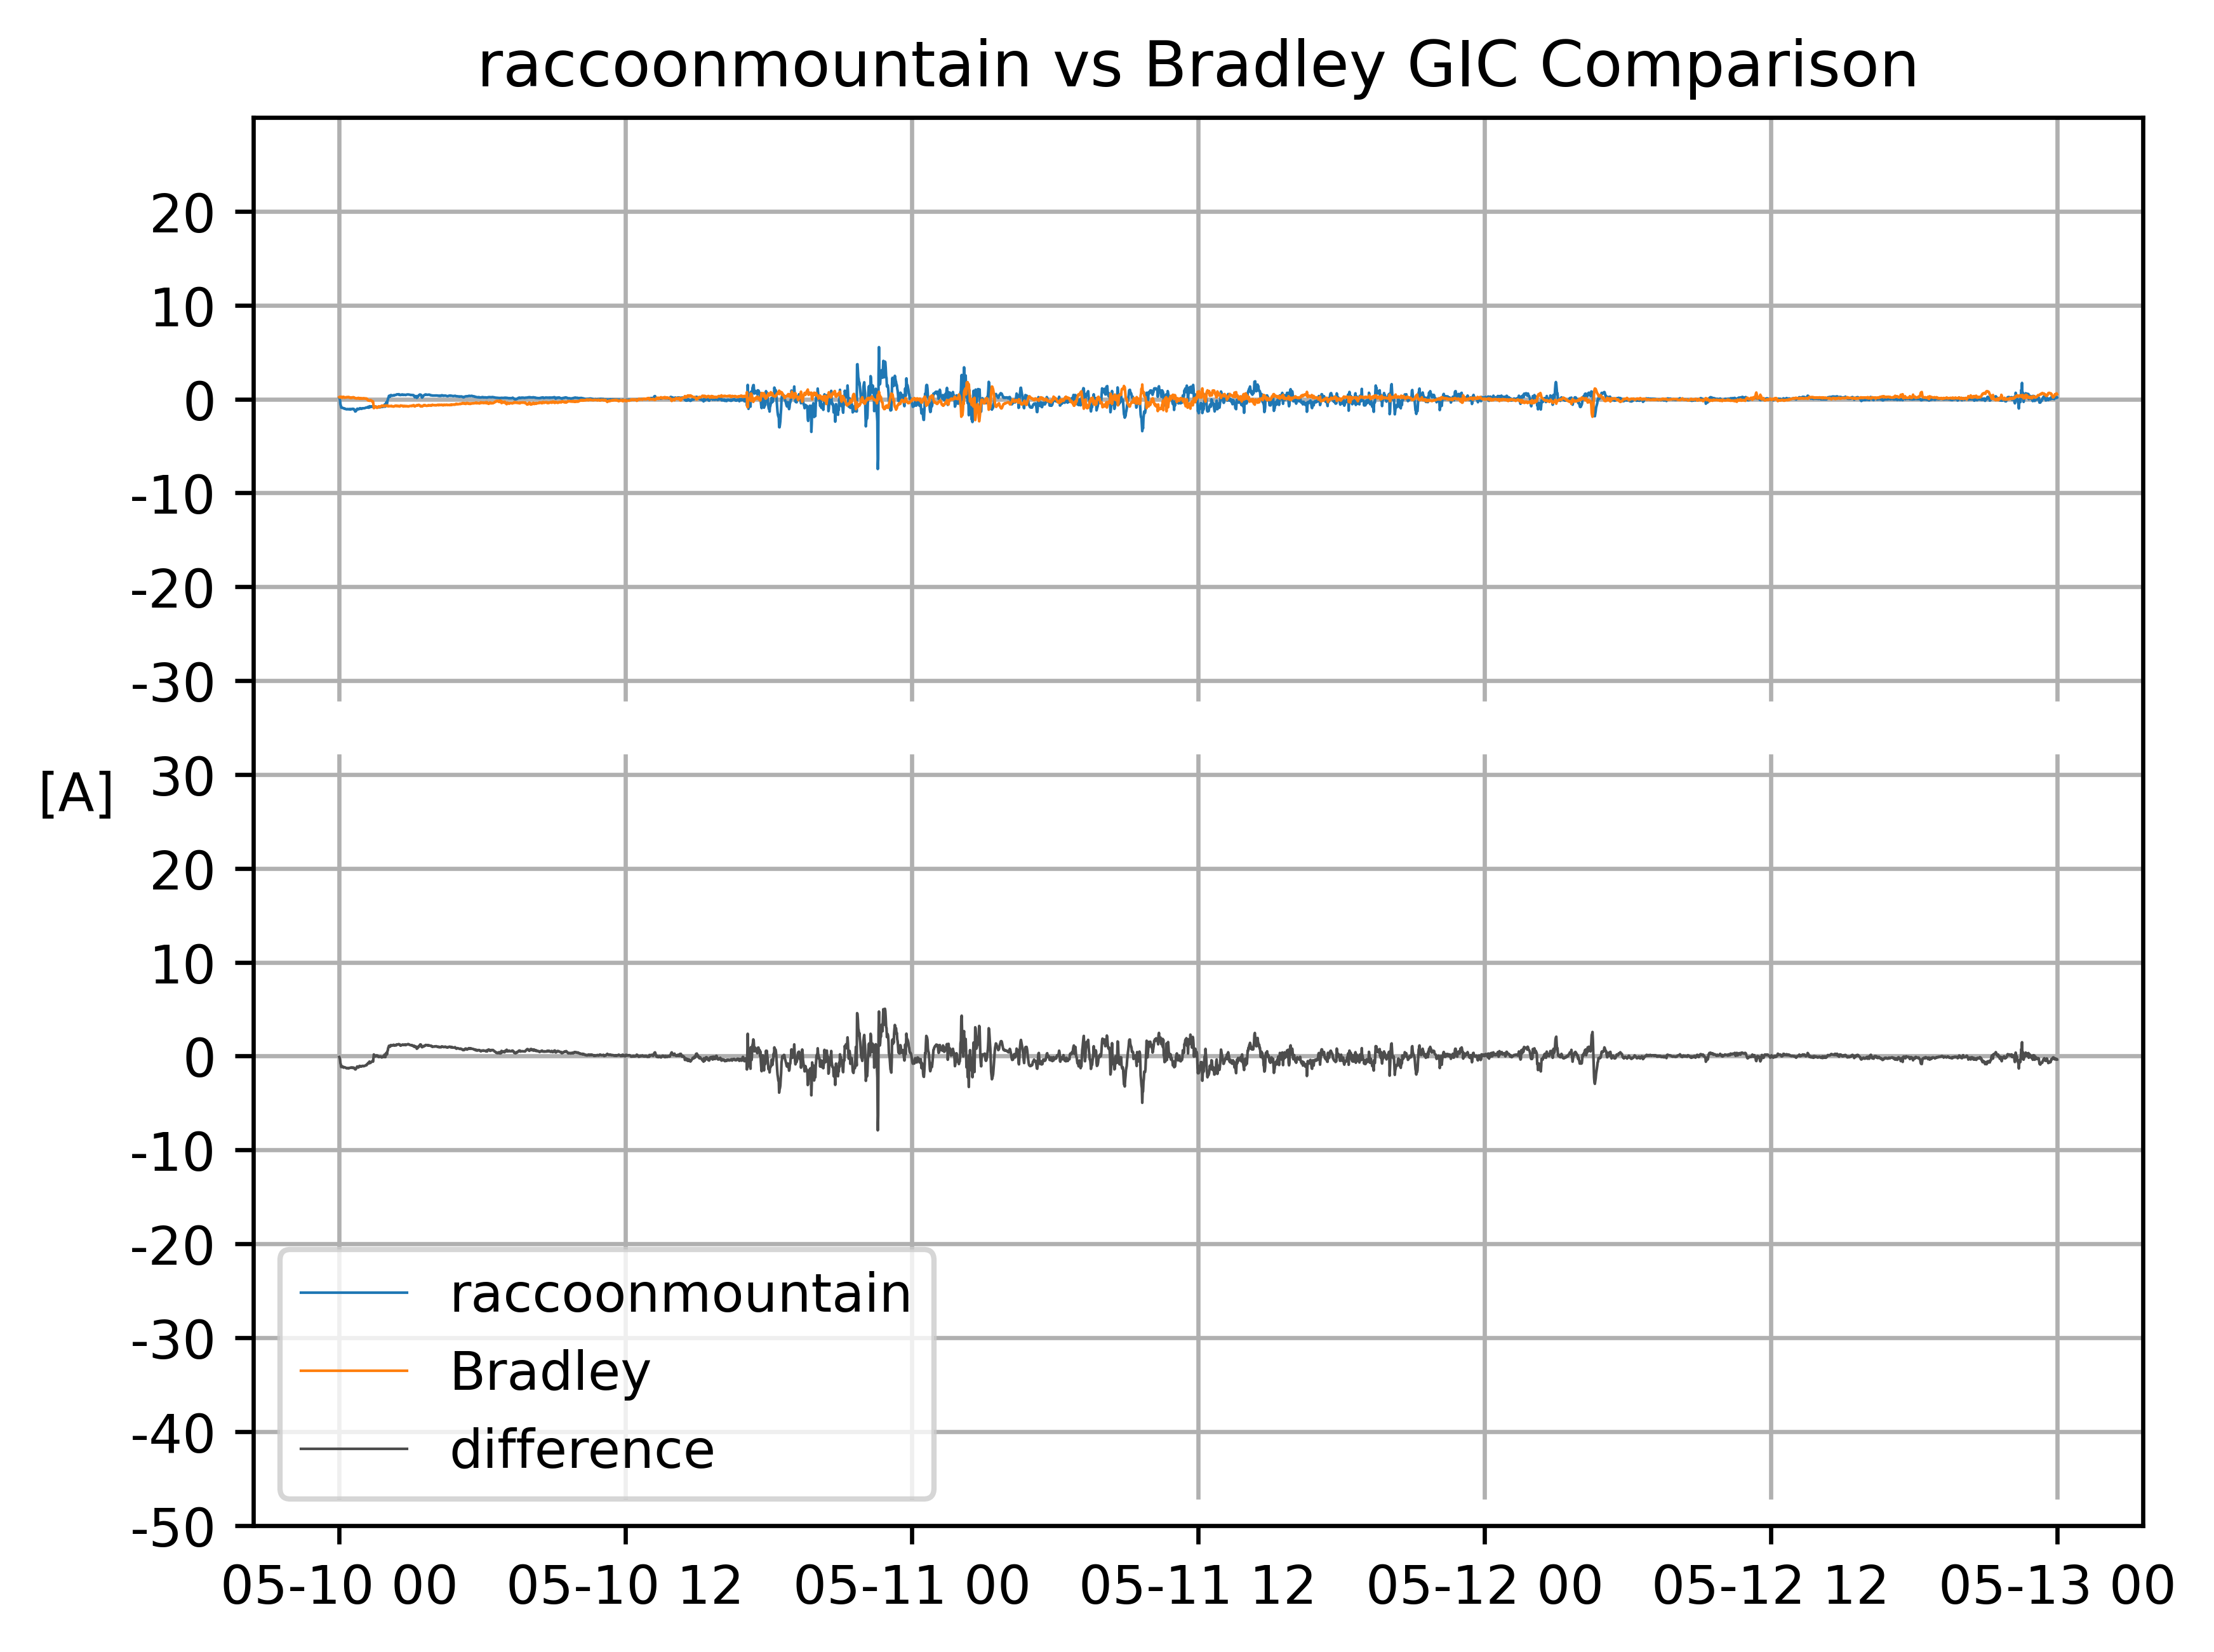 raccoonmountain vs Bradley GIC Comparison
20
10
0
-10
-20
-30
[A]
30
20
10
0
-10
-20
-30
-40
-50
raccoonmountain
Bradley
difference
05-10 00 05-10 12 05-11 00 05-11 12 05-12 00 05-12 12 05-13 00